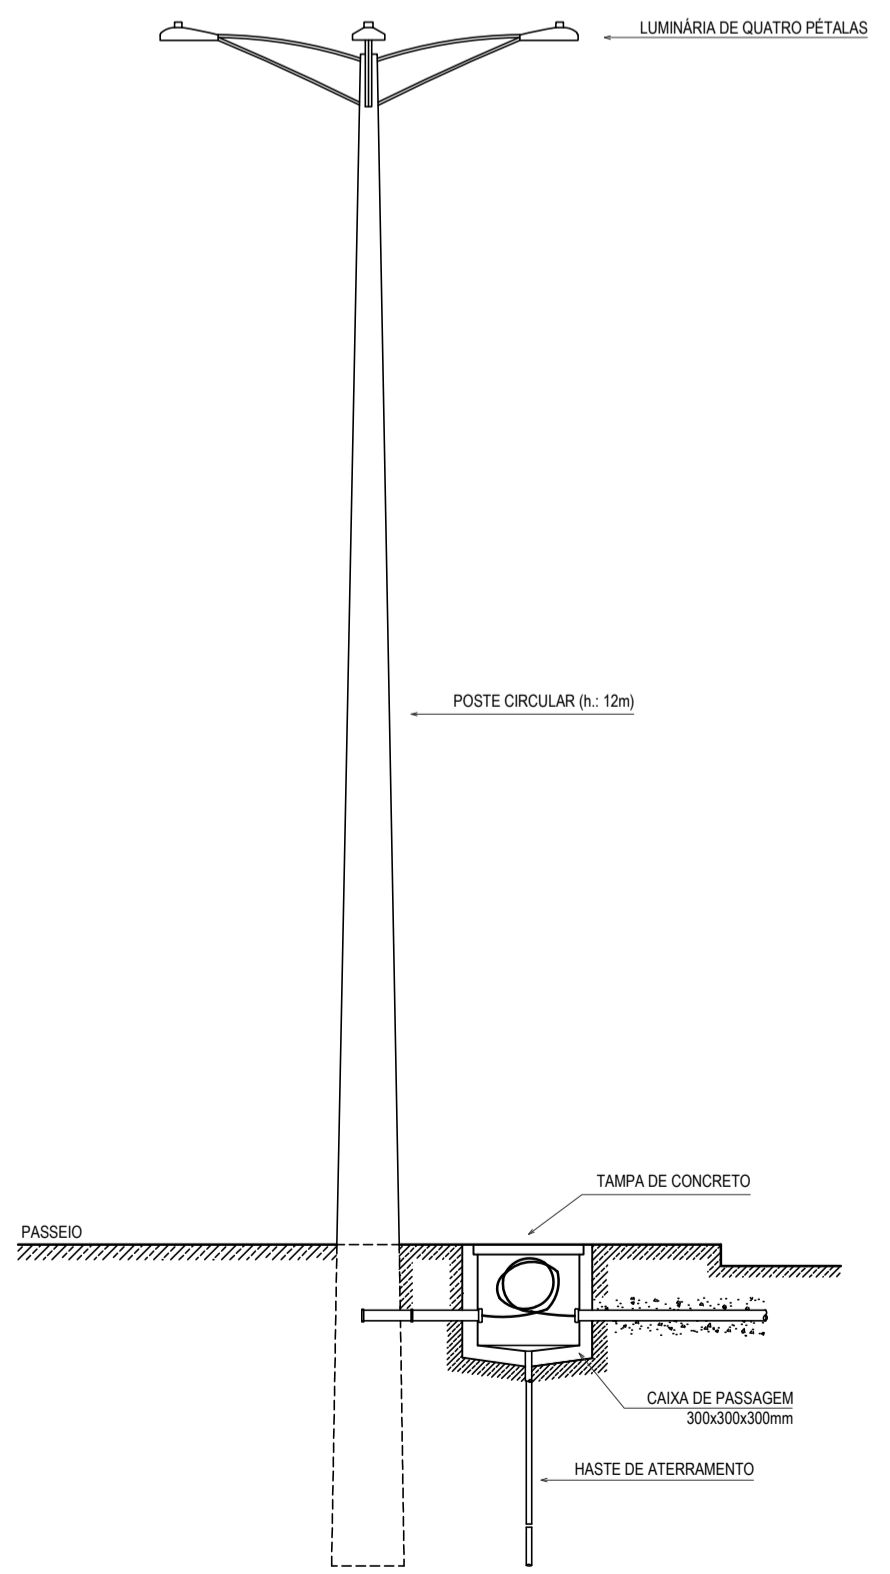 LUMINÁRIA DE QUATRO PÉTALAS
POSTE CIRCULAR (h.: 12m)
TAMPA DE CONCRETO
PASSEIO
CAIXA DE PASSAGEM
300x300x300mm
HASTE DE ATERRAMENTO